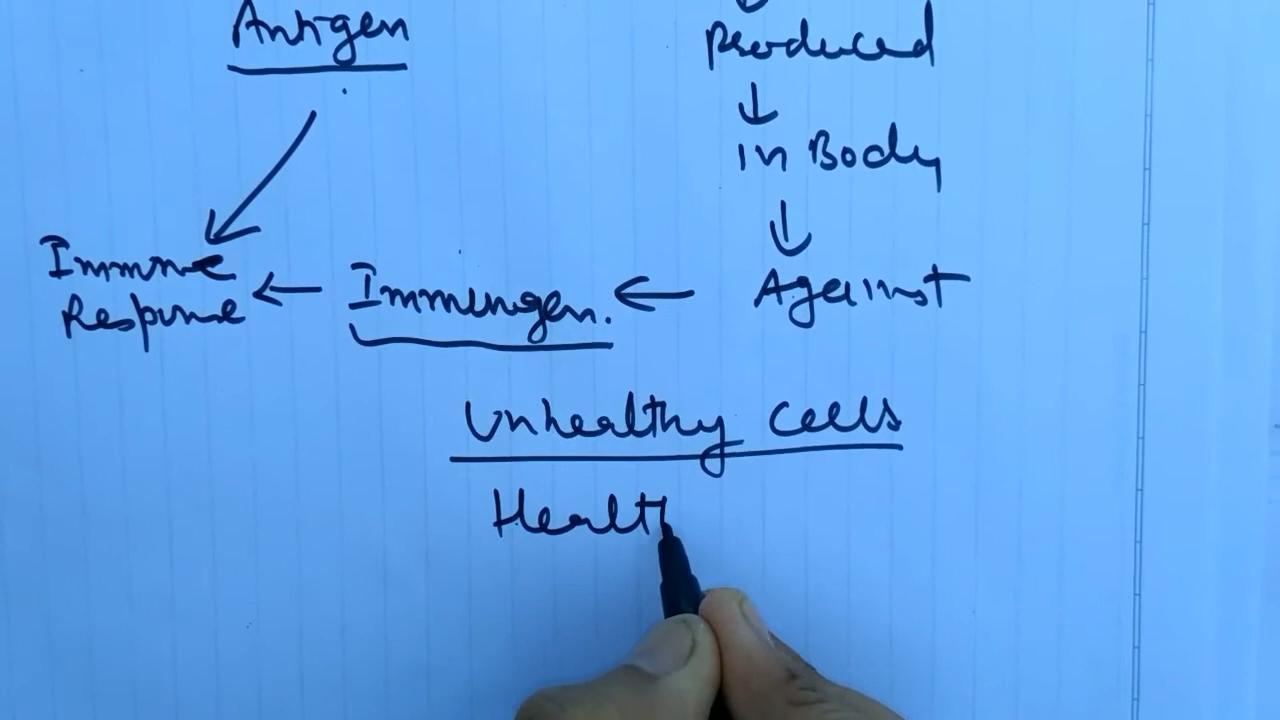 Antigen
Produced
↓
in Body
↓
Immune
Response ← Immunogen. ← Against
Unhealthy cells
Healt